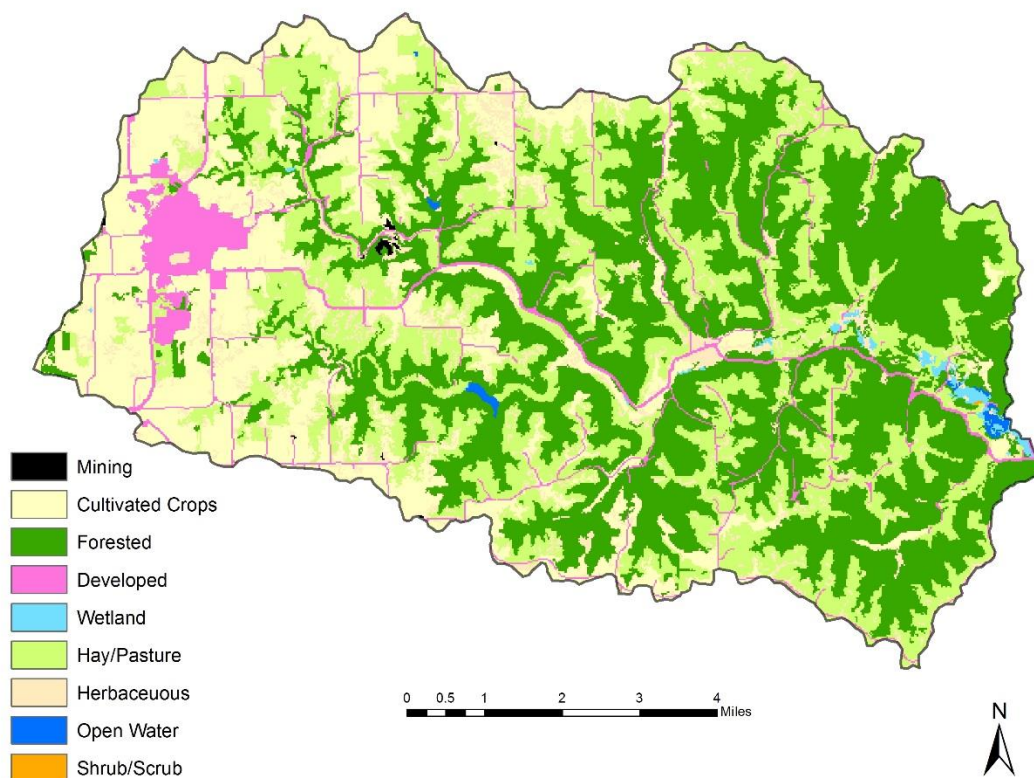 Mining
Cultivated Crops
Forested
Developed
Wetland
Hay/Pasture
Herbaceuous
Open Water
Shrub/Scrub
0 0.5 1 2 3 4
Miles
N